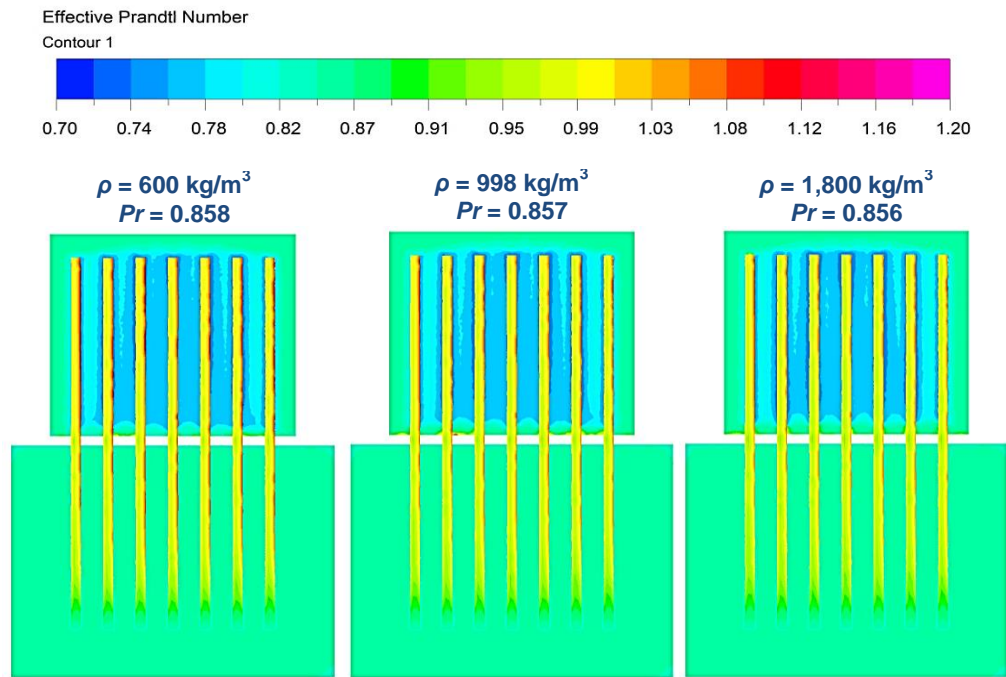 Effective Prandtl Number
Contour 1
0.70 0.74 0.78 0.82 0.87 0.91 0.95 0.99 1.03 1.08 1.12 1.16 1.20
ρ = 600 kg/m³ ρ = 998 kg/m³ ρ = 1,800 kg/m³
Pr = 0.858 Pr = 0.857 Pr = 0.856